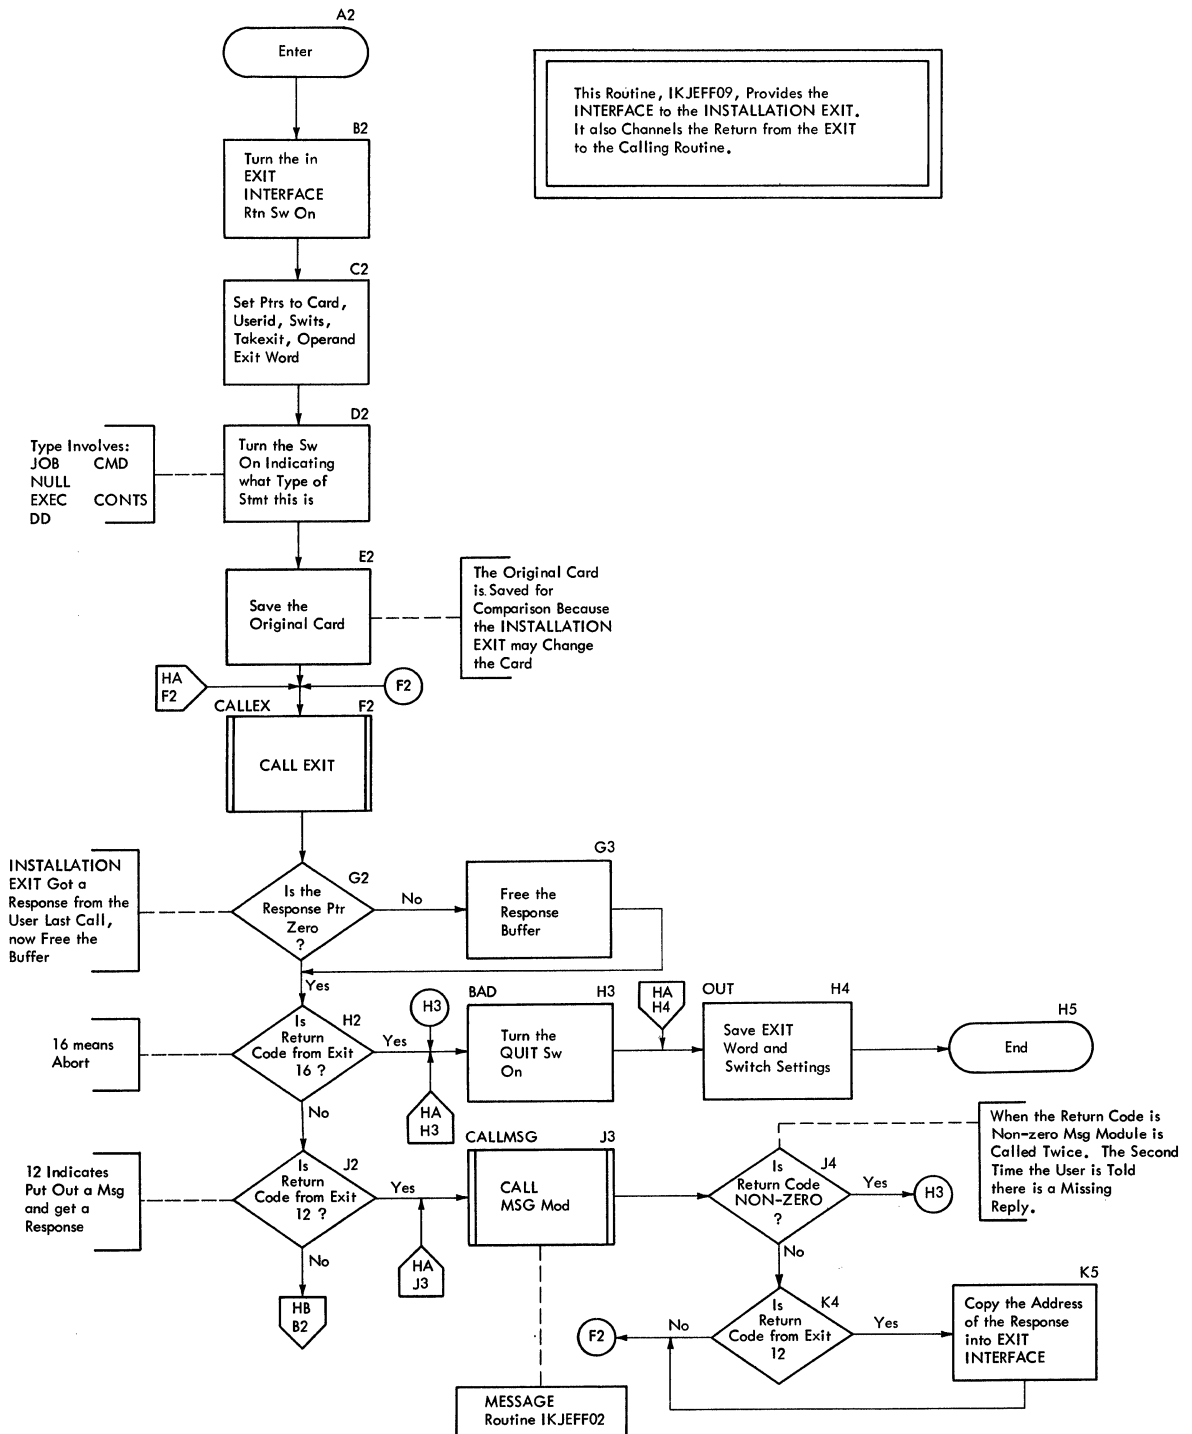 A2
Enter
This Routine, IKJEFF09, Provides the
INTERFACE to the INSTALLATION EXIT.
It also Channels the Return from the EXIT
to the Calling Routine.
B2
Turn the in
EXIT
INTERFACE
Rtn Sw On
C2
Set Ptrs to Card,
Userid, Swits,
Takexit, Operand
Exit Word
D2
Type Involves:
JOB CMD
NULL
EXEC CONTS
DD
Turn the Sw
On Indicating
what Type of
Stmt this is
E2
Save the
Original Card
The Original Card
is Saved for
Comparison Because
the INSTALLATION
EXIT may Change
the Card
HA
F2
F2
CALLEX F2
CALL EXIT
INSTALLATION
EXIT Got a
Response from the
User Last Call,
now Free the
Buffer
G2
Is the
Response Ptr
Zero
?
No
G3
Free the
Response
Buffer
Yes
16 means
Abort
H2
Is
Return
Code from Exit
16 ?
Yes
H3
HA
H3
BAD H3
Turn the
QUIT Sw
On
HA
H4
OUT H4
Save EXIT
Word and
Switch Settings
H5
End
No
12 Indicates
Put Out a Msg
and get a
Response
J2
Is
Return
Code from Exit
12 ?
Yes
HA
J3
CALLMSG J3
CALL
MSG Mod
J4
Is
Return Code
NON-ZERO
?
Yes
H3
When the Return Code is
Non-zero Msg Module is
Called Twice. The Second
Time the User is Told
there is a Missing
Reply.
No
HB
B2
No
K4
Is
Return
Code from Exit
12
No
F2
Yes
K5
Copy the Address
of the Response
into EXIT
INTERFACE
MESSAGE
Routine IKJEFF02